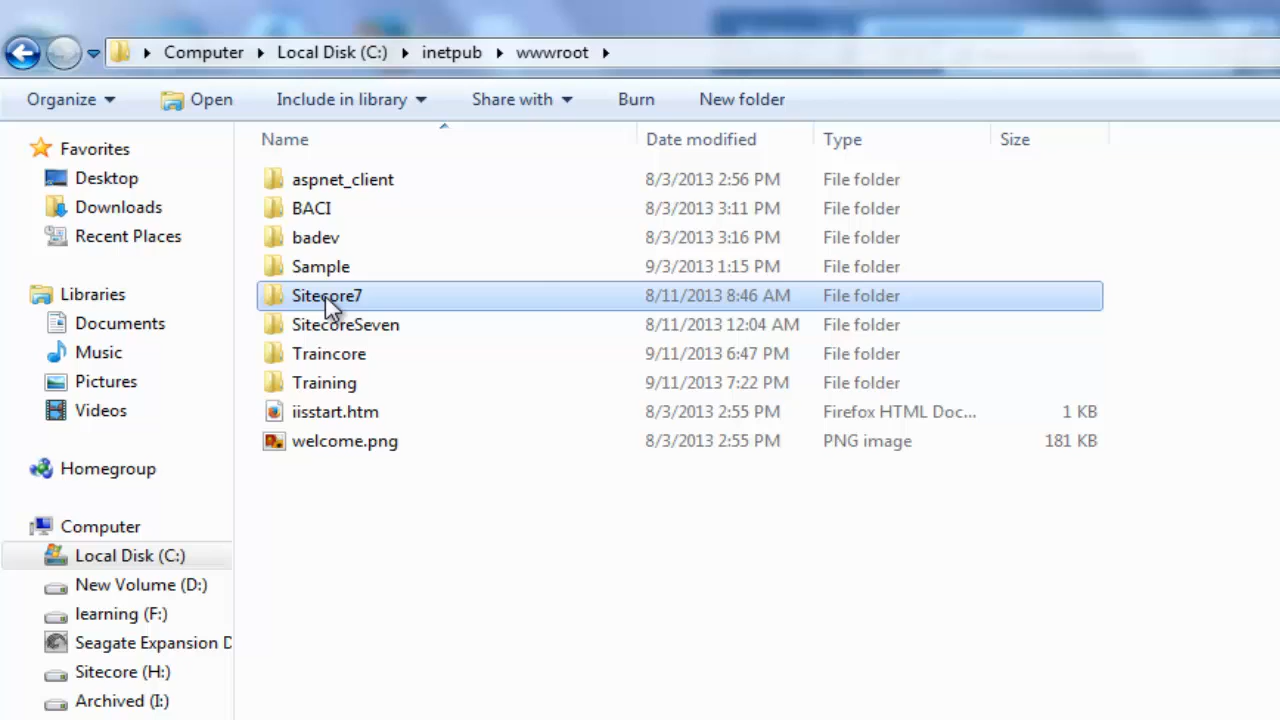 Computer Local Disk (C:) inetpub wwwroot
Organize Open Include in library Share with Burn New folder
Name Date modified Type Size
Favorites
Desktop
Downloads
Recent Places
Libraries
Documents
Music
Pictures
Videos
Homegroup
Computer
Local Disk (C:)
New Volume (D:)
learning (F:)
Seagate Expansion D
Sitecore (H:)
Archived (I:)
aspnet_client 8/3/2013 2:56 PM File folder
BACI 8/3/2013 3:11 PM File folder
badev 8/3/2013 3:16 PM File folder
Sample 9/3/2013 1:15 PM File folder
Sitecore7 8/11/2013 8:46 AM File folder
SitecoreSeven 8/11/2013 12:04 AM File folder
Traincore 9/11/2013 6:47 PM File folder
Training 9/11/2013 7:22 PM File folder
iisstart.htm 8/3/2013 2:55 PM Firefox HTML Doc... 1 KB
welcome.png 8/3/2013 2:55 PM PNG image 181 KB